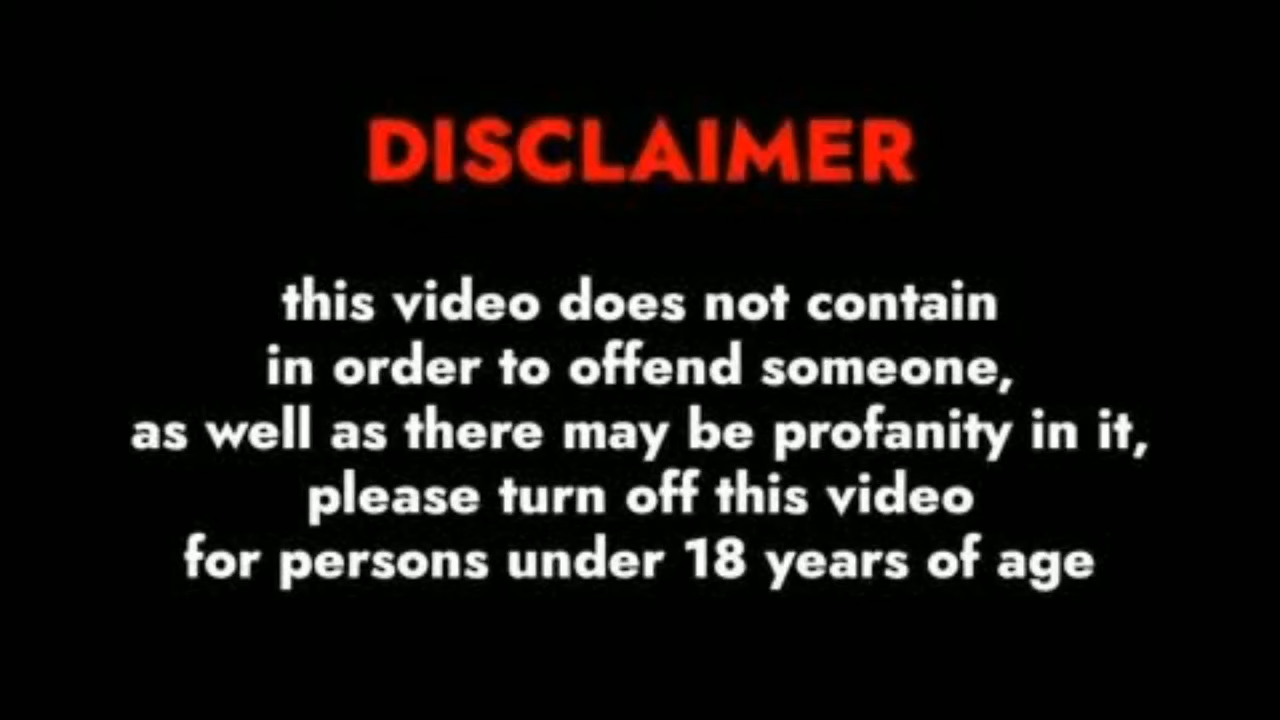 DISCLAIMER
this video does not contain
in order to offend someone,
as well as there may be profanity in it,
please turn off this video
for persons under 18 years of age